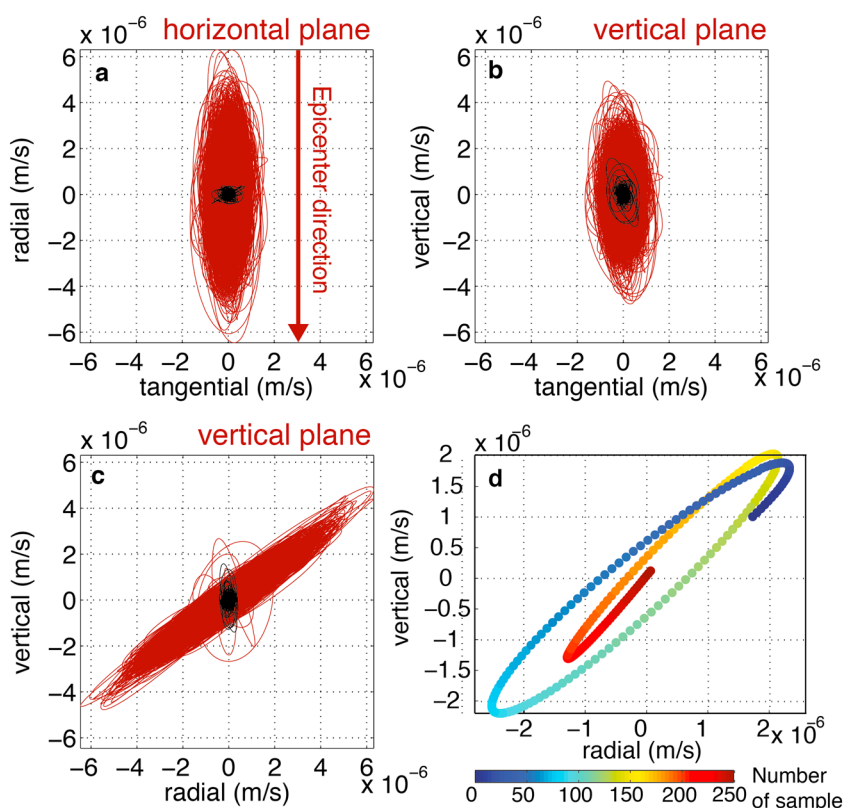 x 10⁻⁶ horizontal plane
a
6
4
2
0
−2
−4
−6
radial (m/s)
Epicenter direction
−6 −4 −2 0 2 4 6
tangential (m/s) x 10⁻⁶
x 10⁻⁶ vertical plane
b
6
4
2
0
−2
−4
−6
vertical (m/s)
−6 −4 −2 0 2 4 6
tangential (m/s) x 10⁻⁶
x 10⁻⁶ vertical plane
c
6
4
2
0
−2
−4
−6
vertical (m/s)
−6 −4 −2 0 2 4 6
radial (m/s) x 10⁻⁶
x 10⁻⁶
d
2
1.5
1
0.5
0
−0.5
−1
−1.5
−2
vertical (m/s)
−2 −1 0 1 2 x 10⁻⁶
radial (m/s)
0 50 100 150 200 250
Number
of sample